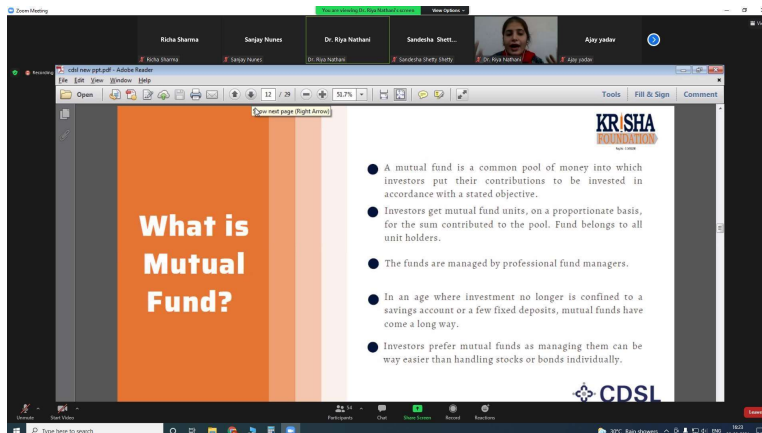 Zoom Meeting
You are viewing Dr. Riya Nathani's screen View Options
Richa Sharma Sanjay Nunes Dr. Riya Nathani Sandesha Shett... Ajay yadav
Richa Sharma Sanjay Nunes Dr. Riya Nathani Sandesha Shetty Shetty Dr. Riya Nathani Ajay yadav
Recording
cdsl new ppt.pdf - Adobe Reader
File Edit View Window Help
Open 12 / 29 51.7% Tools Fill & Sign Comment
Show next page (Right Arrow)
KR!SHA
FOUNDATION
What is
Mutual
Fund?
A mutual fund is a common pool of money into which
investors put their contributions to be invested in
accordance with a stated objective.
Investors get mutual fund units, on a proportionate basis,
for the sum contributed to the pool. Fund belongs to all
unit holders.
The funds are managed by professional fund managers.
In an age where investment no longer is confined to a
savings account or a few fixed deposits, mutual funds have
come a long way.
Investors prefer mutual funds as managing them can be
way easier than handling stocks or bonds individually.
CDSL
Unmute Start Video Participants 54 Chat Share Screen Record Reactions Leave
Type here to search 30°C Rain showers ENG 18:23